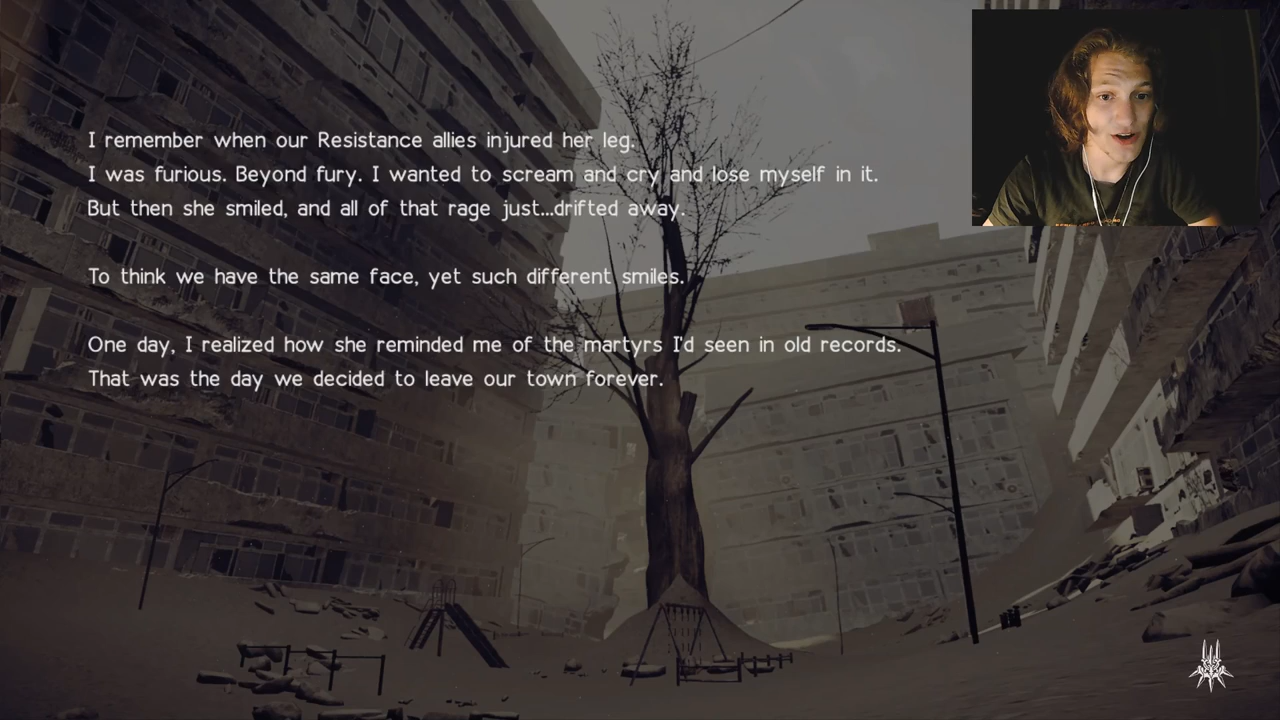 I remember when our Resistance allies injured her leg.
I was furious. Beyond fury. I wanted to scream and cry and lose myself in it.
But then she smiled, and all of that rage just...drifted away.
To think we have the same face, yet such different smiles.
One day, I realized how she reminded me of the martyrs I'd seen in old records.
That was the day we decided to leave our town forever.